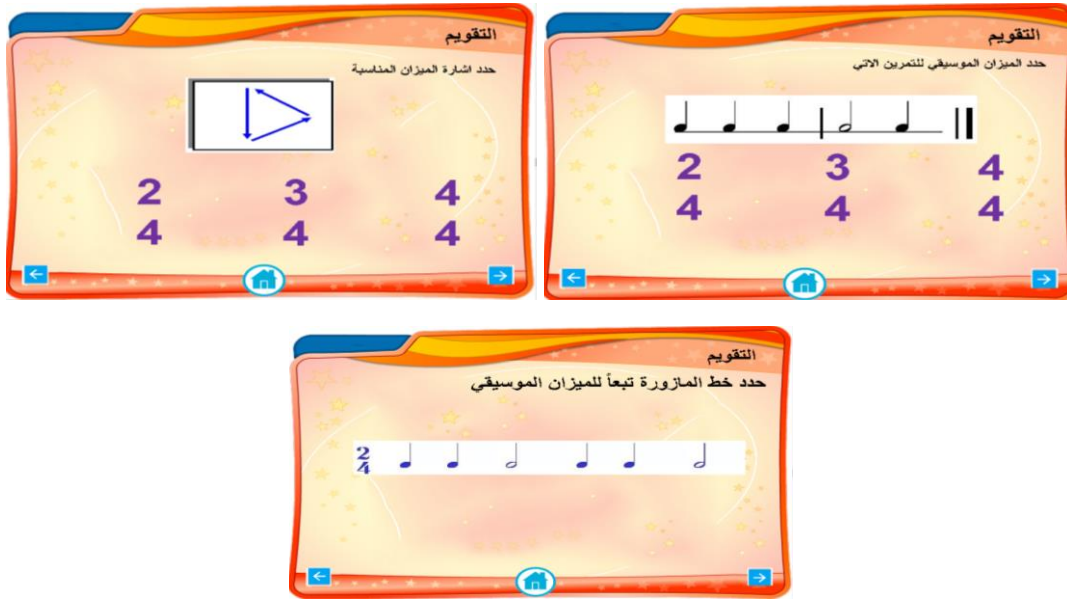 التقويم
حدد اشارة الميزان المناسبة
2 3 4
4 4 4
التقويم
حدد الميزان الموسيقي للتمرين الاتي
2 3 4
4 4 4
التقويم
حدد خط المازورة تبعاً للميزان الموسيقي
2
4